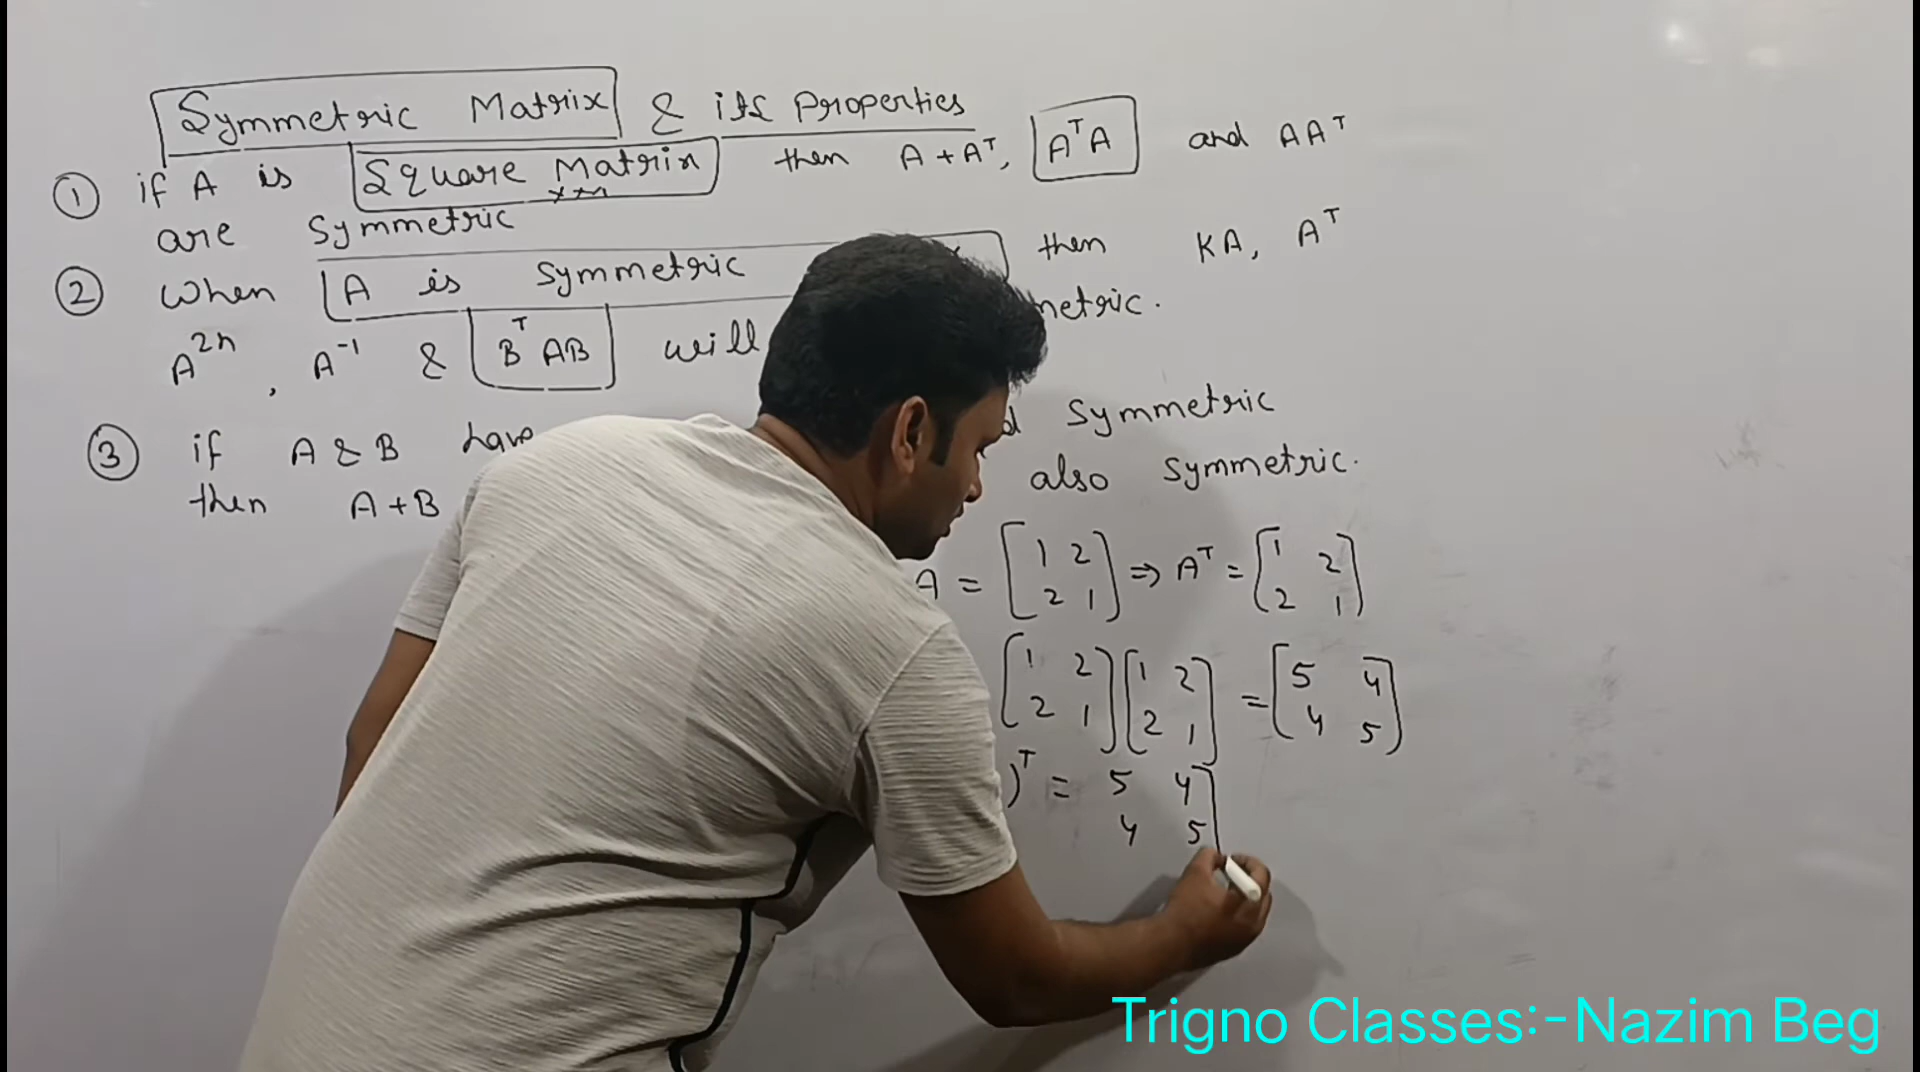 Symmetric Matrix & its Properties
① if A is Square Matrix then A + Aᵀ, AᵀA and AAᵀ
are Symmetric
② When A is symmetric then KA, Aᵀ
A²ⁿ, A⁻¹ & BᵀAB will metric.
③ if A & B have Symmetric
then A + B also Symmetric.
A = [1 2 ⇒ Aᵀ = [1 2
2 1] 2 1]
[1 2 [1 2 = [5 4
2 1] 2 1] 4 5]
)ᵀ = 5 4
4 5]
Trigno Classes:-Nazim Beg